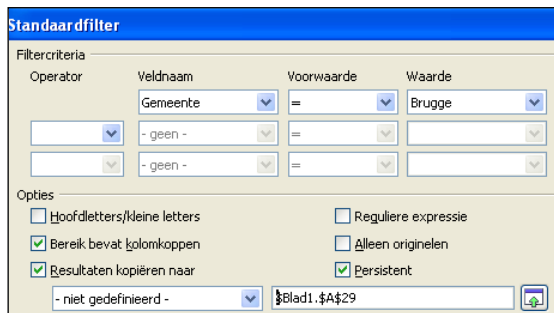 Standaardfilter
Filtercriteria
Operator Veldnaam Voorwaarde Waarde
Gemeente = Brugge
- geen - =
- geen - =
Opties
Hoofdletters/kleine letters Reguliere expressie
Bereik bevat kolomkoppen Alleen originelen
Resultaten kopiëren naar Persistent
- niet gedefinieerd - $Blad1.$A$29